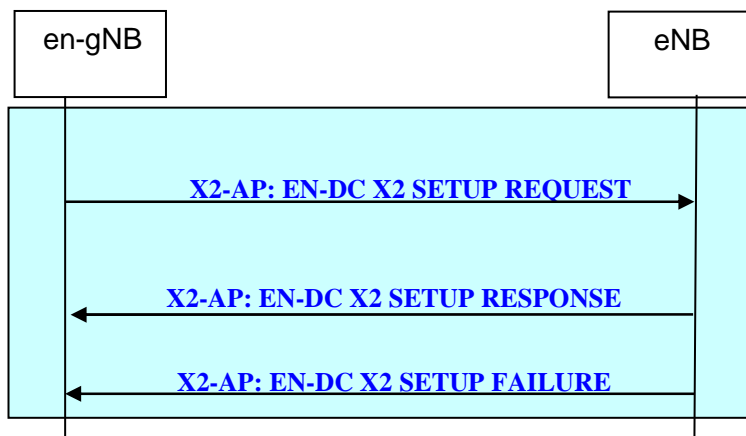 en-gNB
eNB
X2-AP: EN-DC X2 SETUP REQUEST
X2-AP: EN-DC X2 SETUP RESPONSE
X2-AP: EN-DC X2 SETUP FAILURE